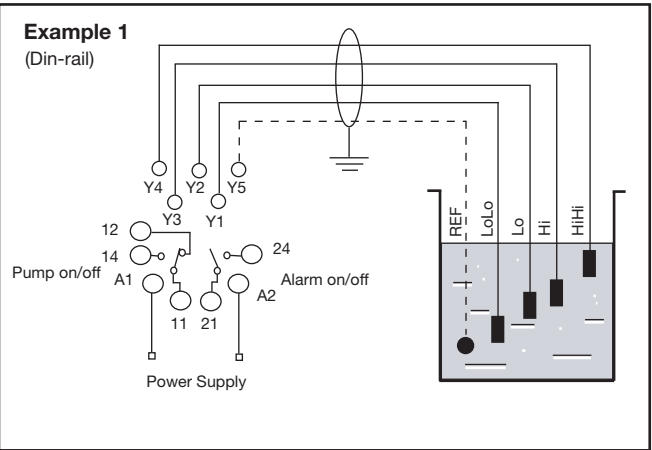 Example 1
(Din-rail)
Y4
Y2
Y5
Y3
Y1
12
14
24
Pump on/off
A1
A2
Alarm on/off
11
21
Power Supply
REF
LoLo
Lo
Hi
HiHi